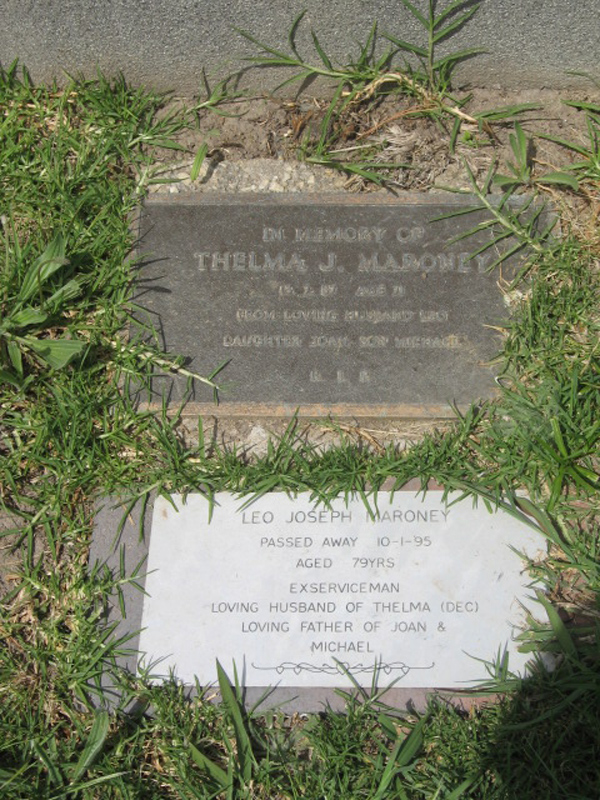 IN MEMORY OF
THELMA J. MARONEY
AGED
(FROM LOVING HUSBAND LEO)
DAUGHTER JOAN. SON MICHAEL.
R. I. P.
LEO JOSEPH MARONEY
PASSED AWAY 10-1-95
AGED 79YRS
EXSERVICEMAN
LOVING HUSBAND OF THELMA (DEC)
LOVING FATHER OF JOAN &
MICHAEL